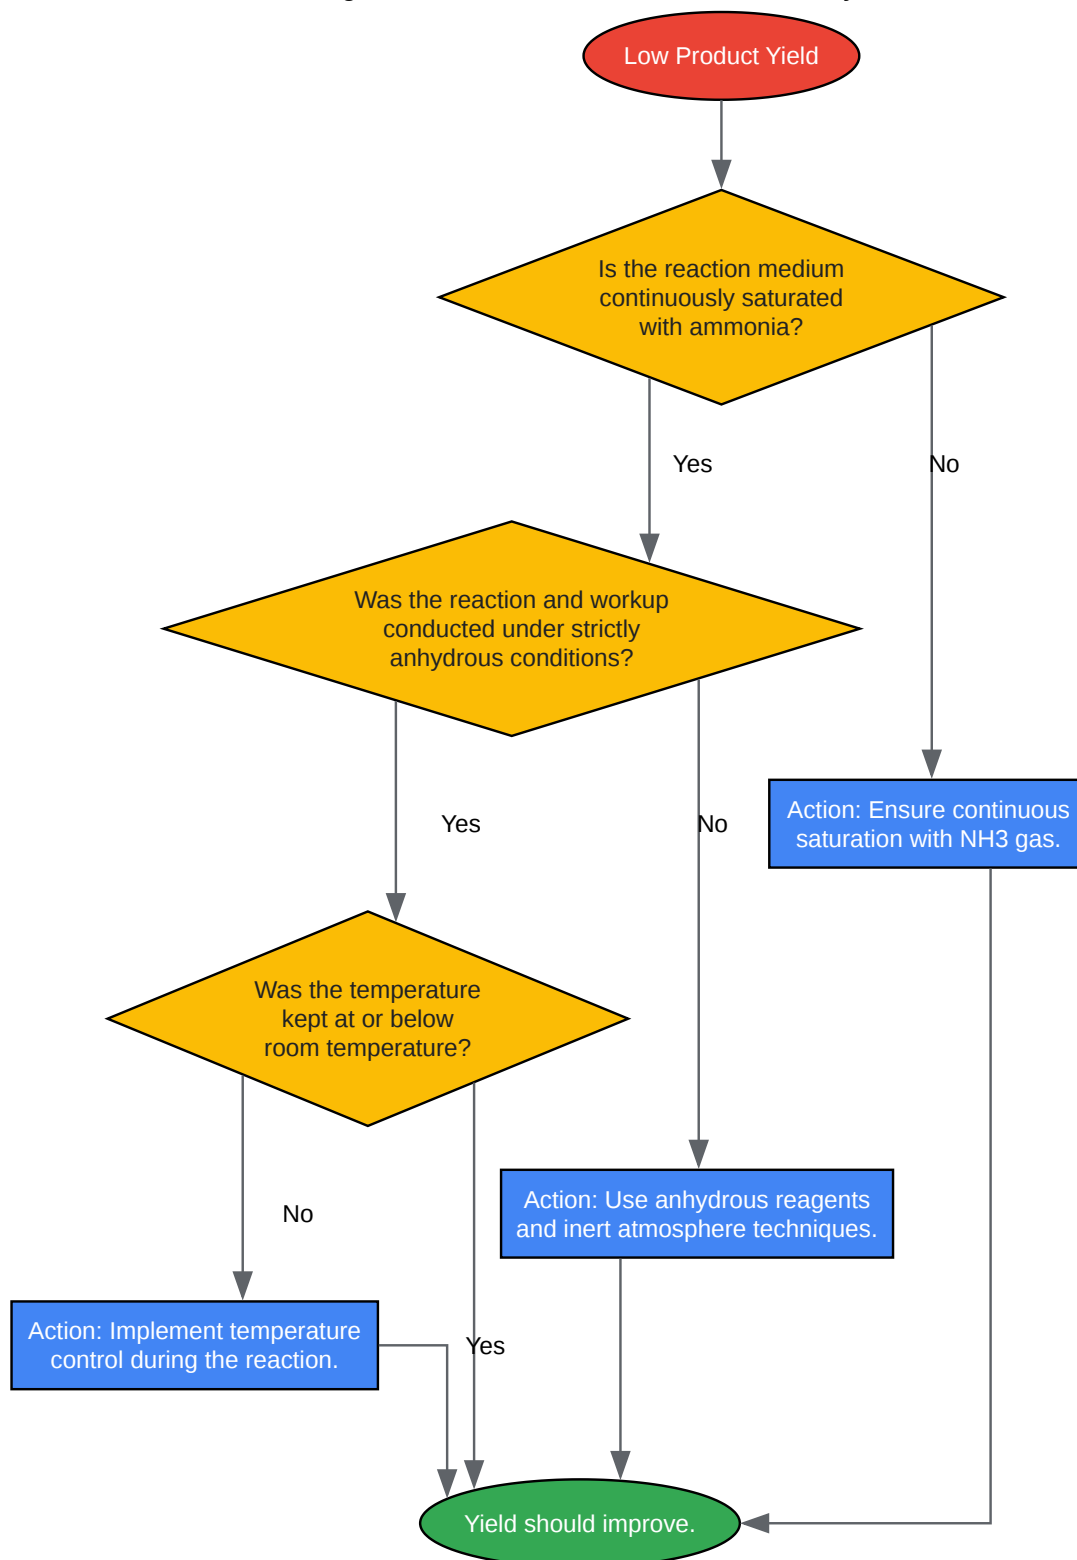 Low Product Yield
Is the reaction medium
continuously saturated
with ammonia?
Yes
No
Was the reaction and workup
conducted under strictly
anhydrous conditions?
Action: Ensure continuous
saturation with NH3 gas.
Yes
No
Was the temperature
kept at or below
room temperature?
Action: Use anhydrous reagents
and inert atmosphere techniques.
No
Action: Implement temperature
control during the reaction.
Yes
Yield should improve.